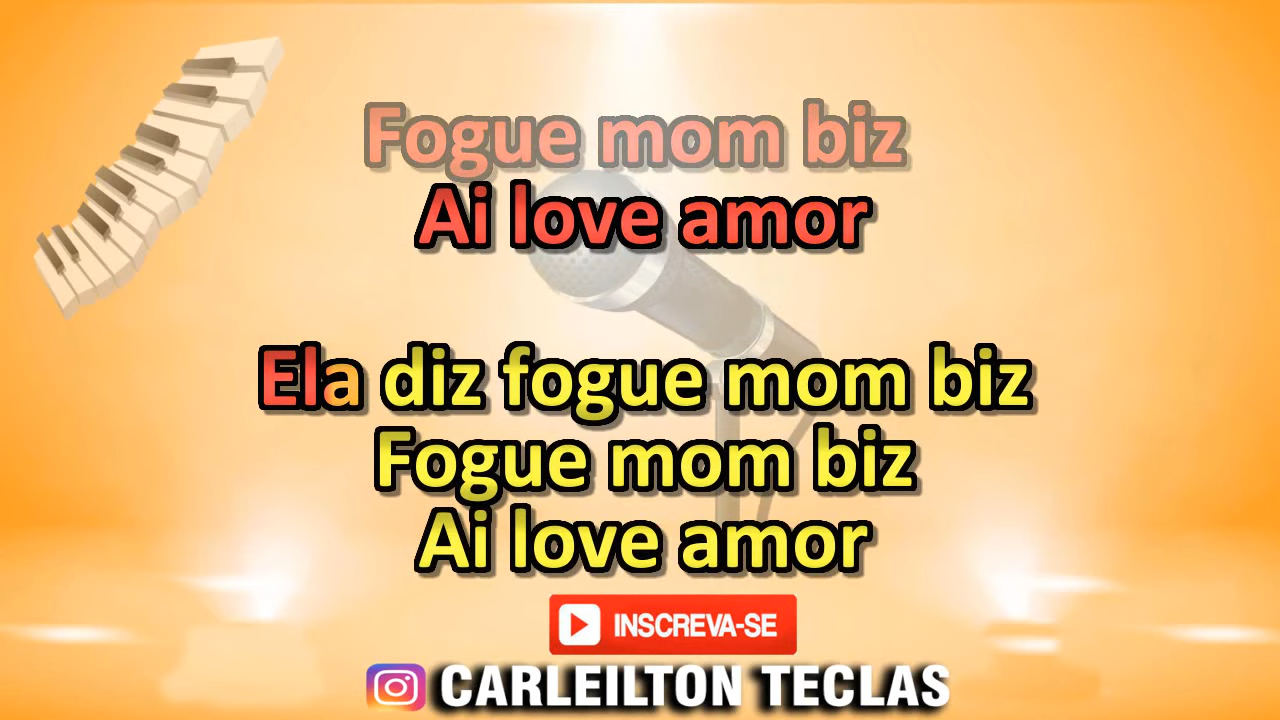 Fogue mom biz
Ai love amor
Ela diz fogue mom biz
Fogue mom biz
Ai love amor
INSCREVA-SE
CARLEILTON TECLAS